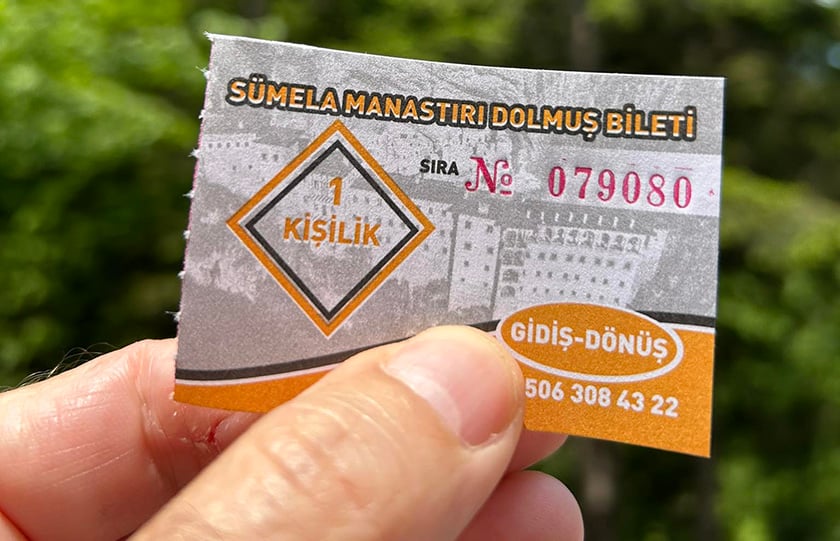 SÜMELA MANASTIRI DOLMUŞ BİLETİ
SIRA № 079080
1
KİŞİLİK
GİDİŞ-DÖNÜŞ
506 308 43 22